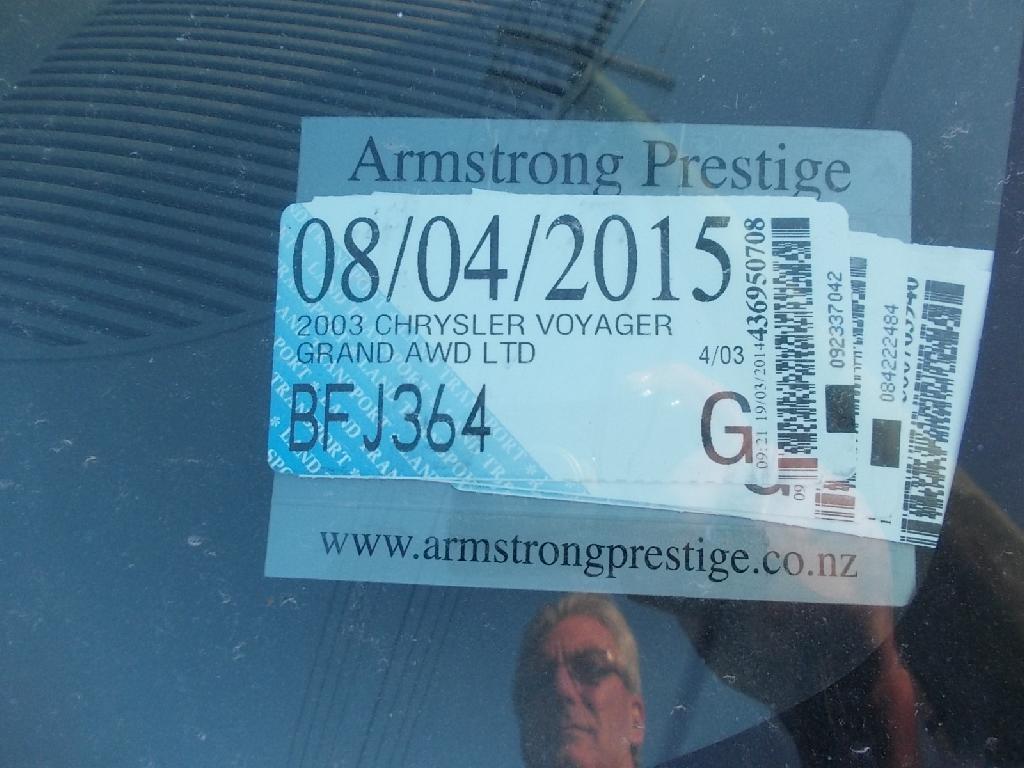 Armstrong Prestige
08/04/2015
2003 CHRYSLER VOYAGER
GRAND AWD LTD
4/03
BFJ364
G
09:21 19/03/2014
436950708
092337042
084222484
09
www.armstrongprestige.co.nz